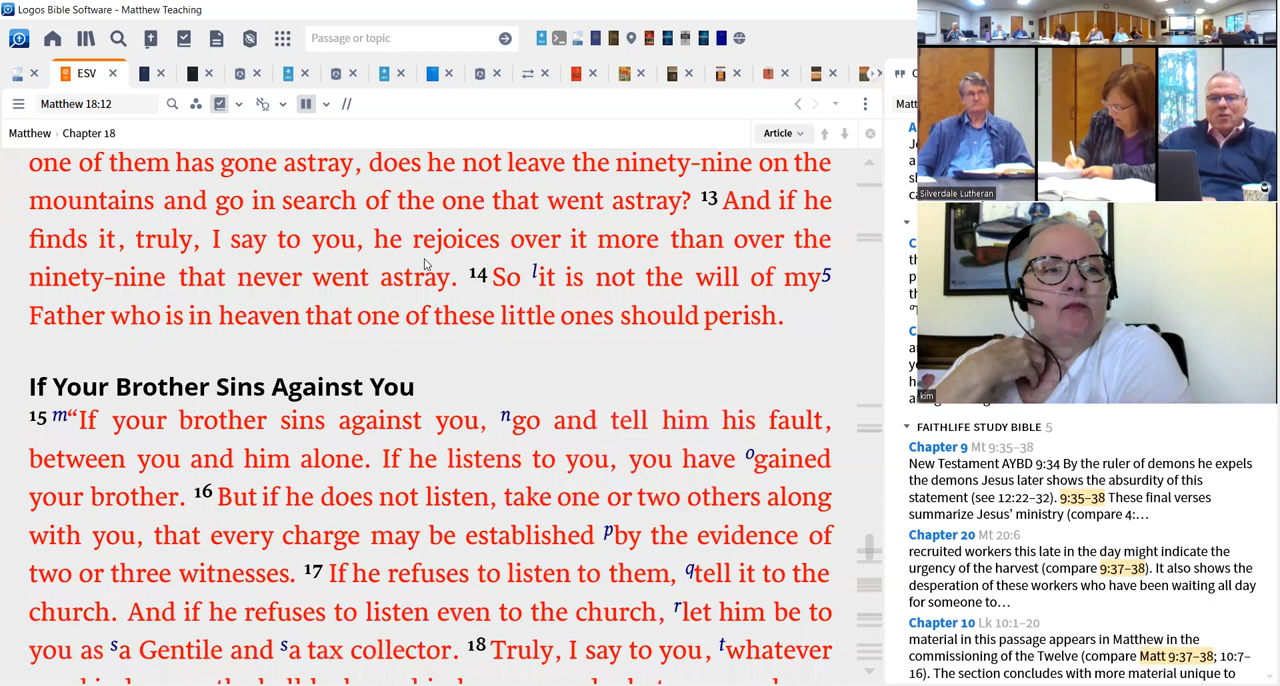 Logos Bible Software - Matthew Teaching
Passage or topic
ESV
Matthew 18:12
Matthew › Chapter 18
Article
one of them has gone astray, does he not leave the ninety-nine on the
mountains and go in search of the one that went astray? 13 And if he
finds it, truly, I say to you, he rejoices over it more than over the
ninety-nine that never went astray. 14 So l it is not the will of my5
Father who is in heaven that one of these little ones should perish.
If Your Brother Sins Against You
15 m“If your brother sins against you, n go and tell him his fault,
between you and him alone. If he listens to you, you have o gained
your brother. 16 But if he does not listen, take one or two others along
with you, that every charge may be established p by the evidence of
two or three witnesses. 17 If he refuses to listen to them, q tell it to the
church. And if he refuses to listen even to the church, r let him be to
you as s a Gentile and s a tax collector. 18 Truly, I say to you, t whatever
Matt
Silverdale Lutheran
kim
FAITHLIFE STUDY BIBLE 5
Chapter 9 Mt 9:35–38
New Testament AYBD 9:34 By the ruler of demons he expels
the demons Jesus later shows the absurdity of this
statement (see 12:22–32). 9:35–38 These final verses
summarize Jesus’ ministry (compare 4:…
Chapter 20 Mt 20:6
recruited workers this late in the day might indicate the
urgency of the harvest (compare 9:37–38). It also shows the
desperation of these workers who have been waiting all day
for someone to…
Chapter 10 Lk 10:1–20
material in this passage appears in Matthew in the
commissioning of the Twelve (compare Matt 9:37–38; 10:7–
16). The section concludes with more material unique to